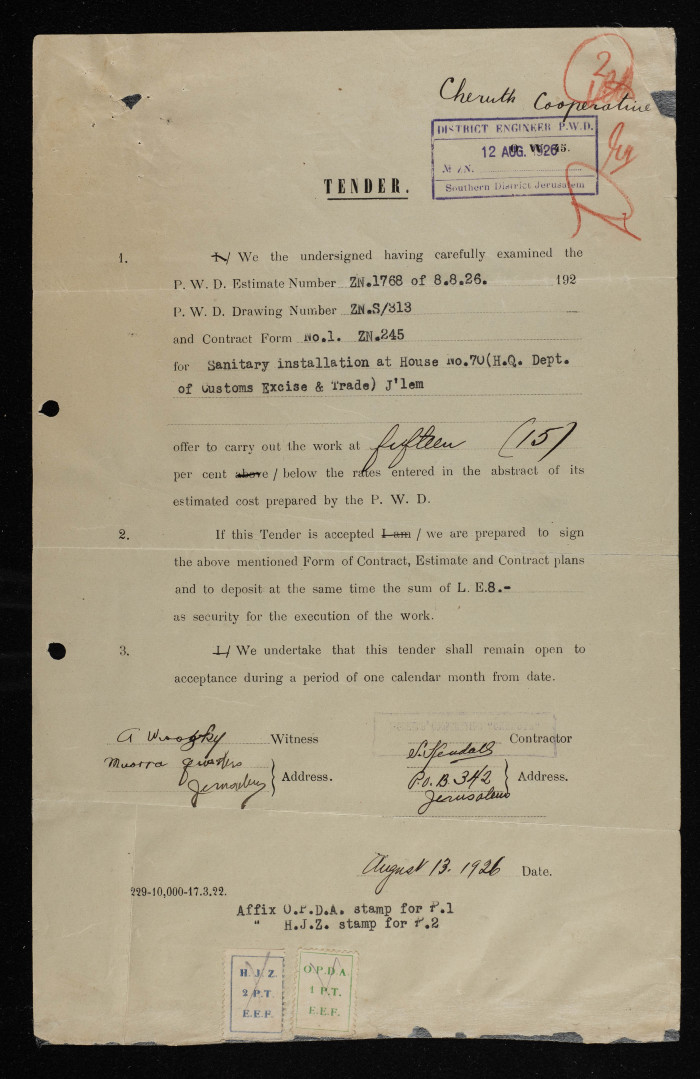 Cheruth Cooperative
DISTRICT ENGINEER P.W.D.
12 AUG. 1926
№ ZN.
Southern District Jerusalem
TENDER.
1. I/ We the undersigned having carefully examined the
P. W. D. Estimate Number ZN.1768 of 8.8.26. 192
P. W. D. Drawing Number ZN.S/313
and Contract Form No.1. ZN.245
for Sanitary installation at House No.70(H.Q. Dept.
of Customs Excise & Trade) J'lem
offer to carry out the work at fifteen (15)
per cent above / below the rates entered in the abstract of its
estimated cost prepared by the P. W. D.
2. If this Tender is accepted I am / we are prepared to sign
the above mentioned Form of Contract, Estimate and Contract plans
and to deposit at the same time the sum of L. E.8.-
as security for the execution of the work.
3. I/ We undertake that this tender shall remain open to
acceptance during a period of one calendar month from date.
Witness
Address.
Contractor
P.O.B 342
Jerusalem
Address.
August 13. 1926 Date.
229-10,000-17.3.22.
Affix O.P.D.A. stamp for P.1
" H.J.Z. stamp for P.2
H. J. Z.
2 P.T.
E.E.F.
O.P.D.A.
1 P.T.
E.E.F.